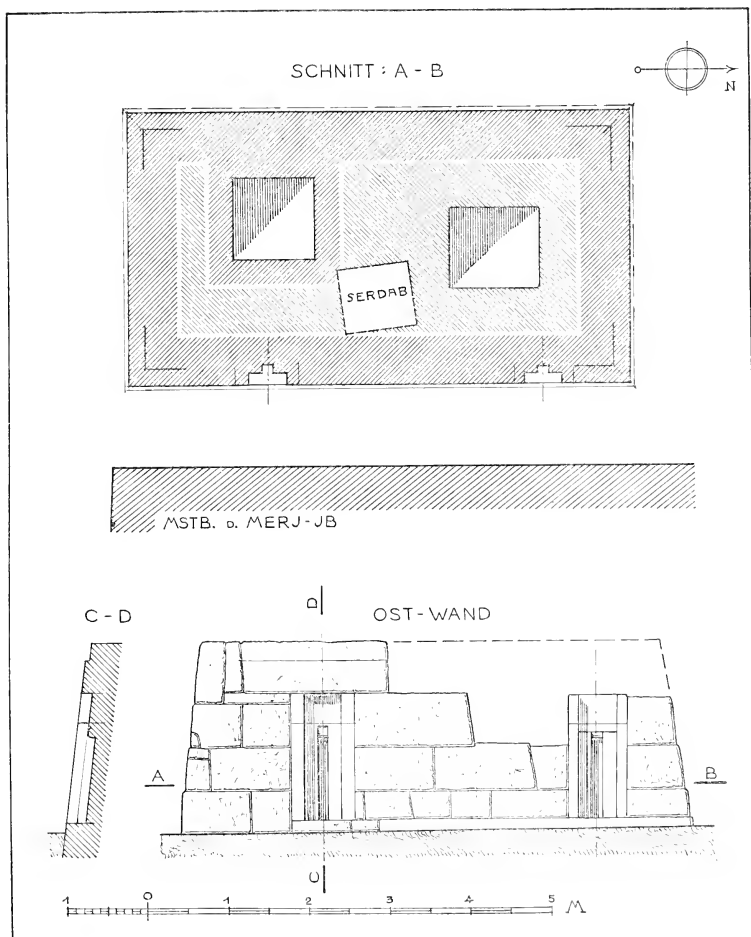 SCHNITT : A - B
N
SERDAB
MSTB. D. MERJ-JB
D
C - D
OST-WAND
A
B
C
1 0 1 2 3 4 5 M